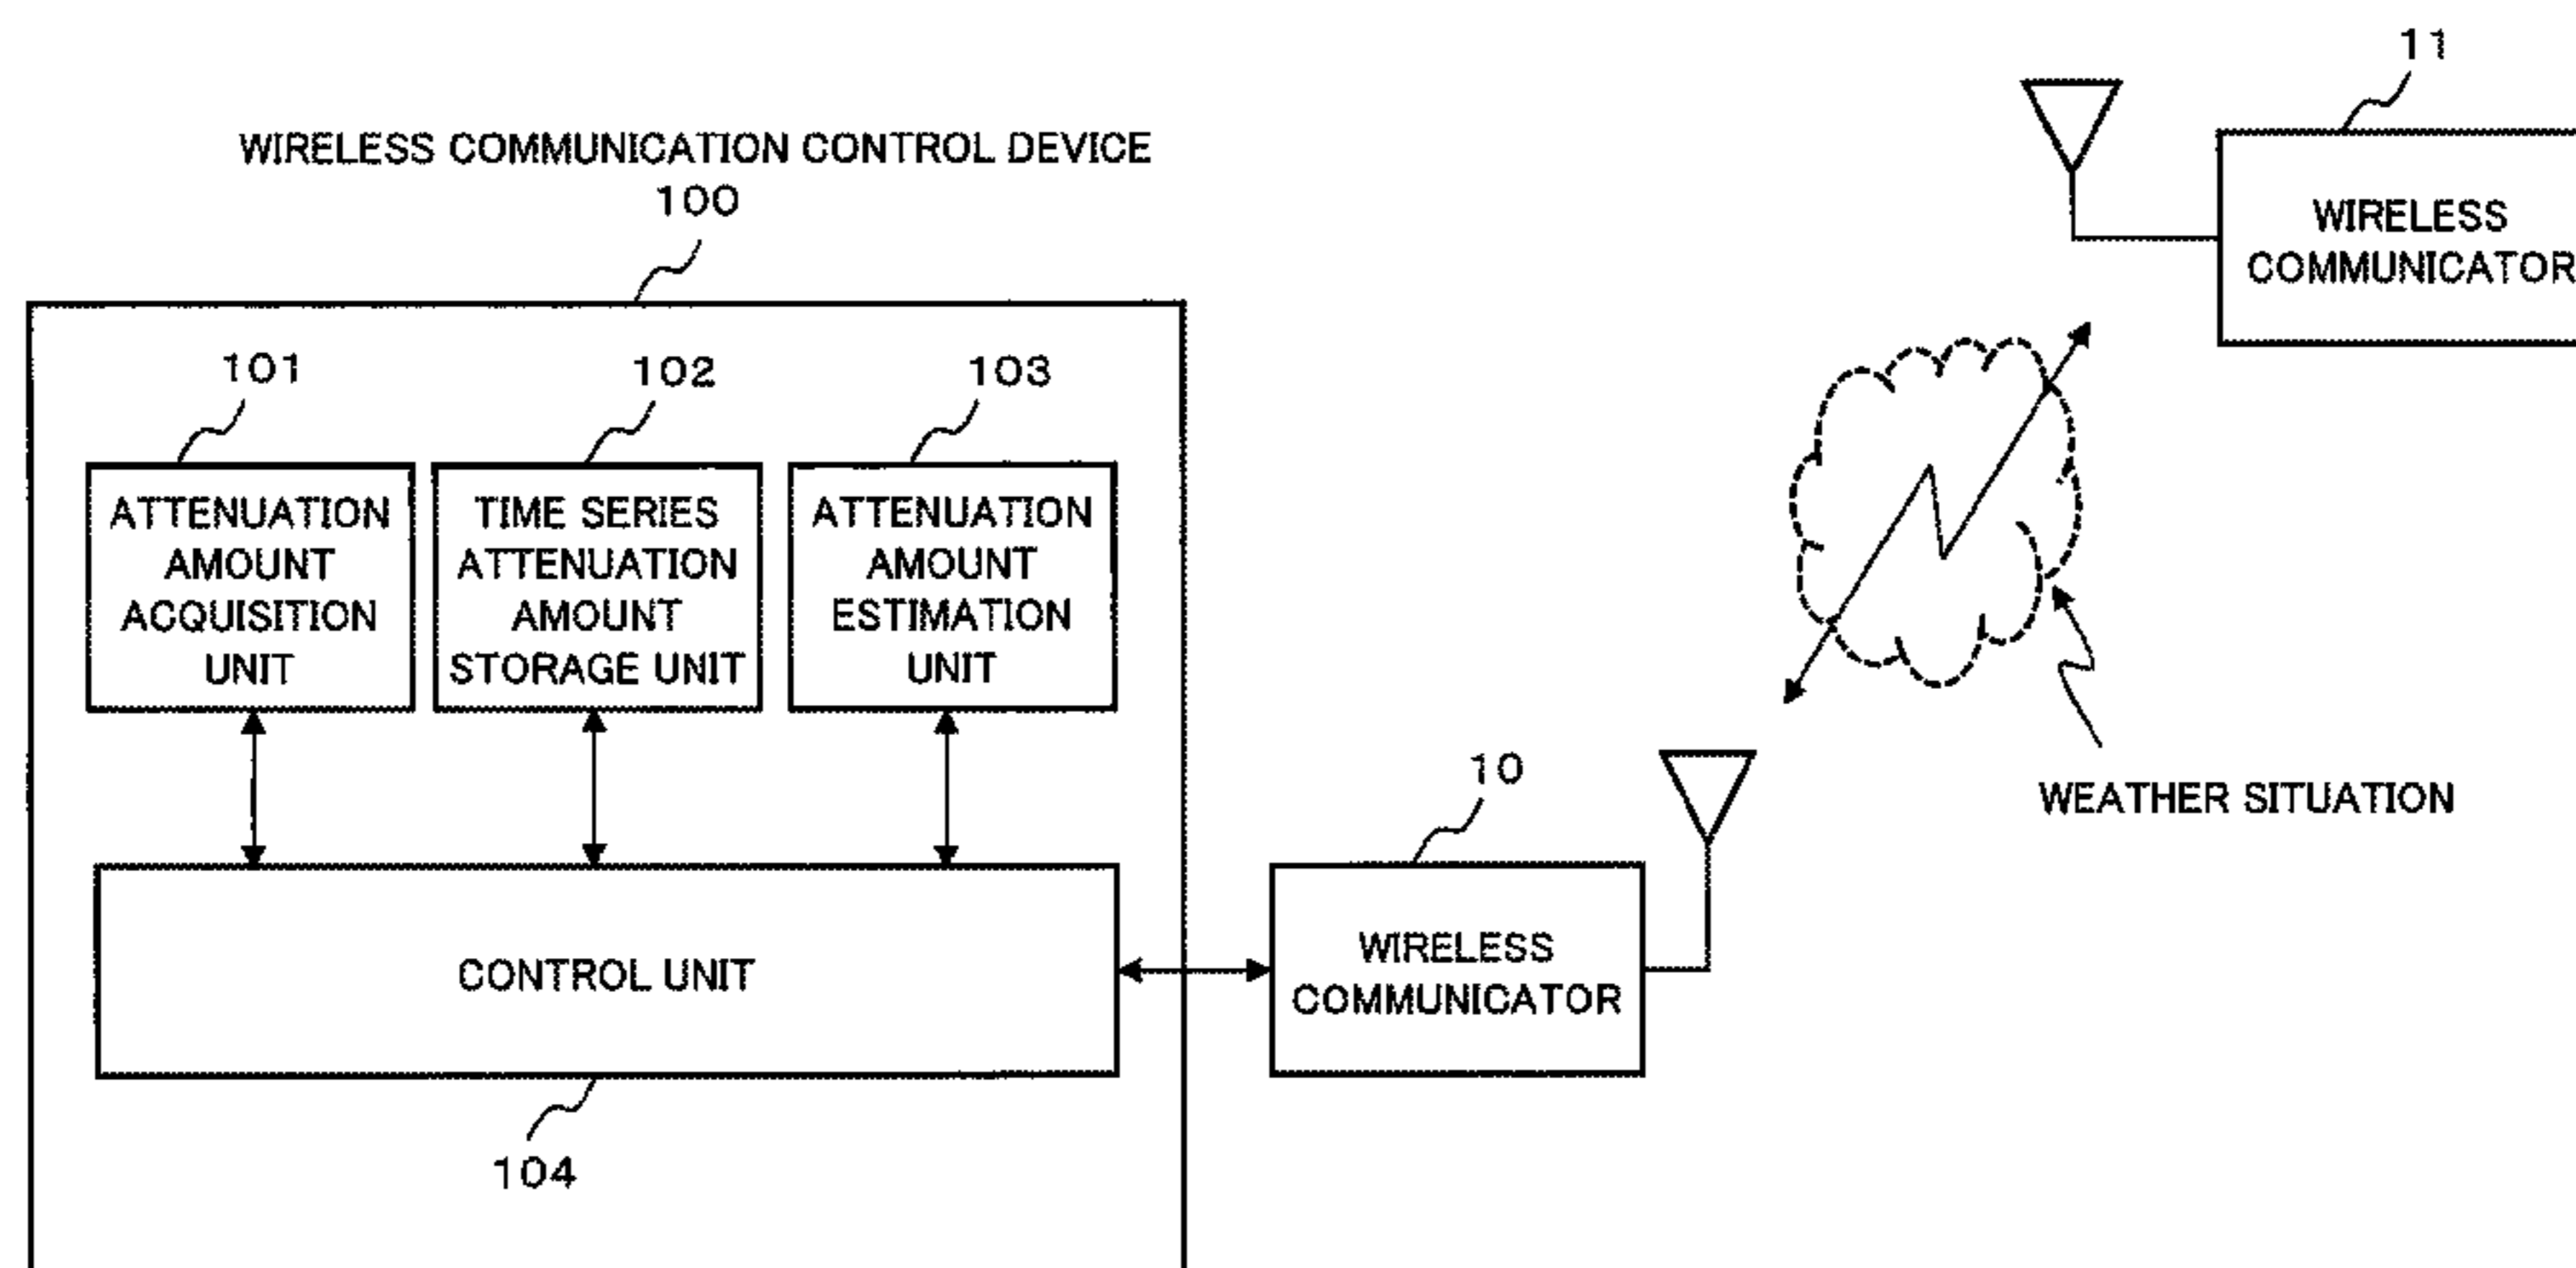 11
WIRELESS COMMUNICATION CONTROL DEVICE
100
WIRELESS
COMMUNICATOR
101
102
103
ATTENUATION
AMOUNT
ACQUISITION
UNIT
TIME SERIES
ATTENUATION
AMOUNT
STORAGE UNIT
ATTENUATION
AMOUNT
ESTIMATION
UNIT
10
WEATHER SITUATION
CONTROL UNIT
WIRELESS
COMMUNICATOR
104